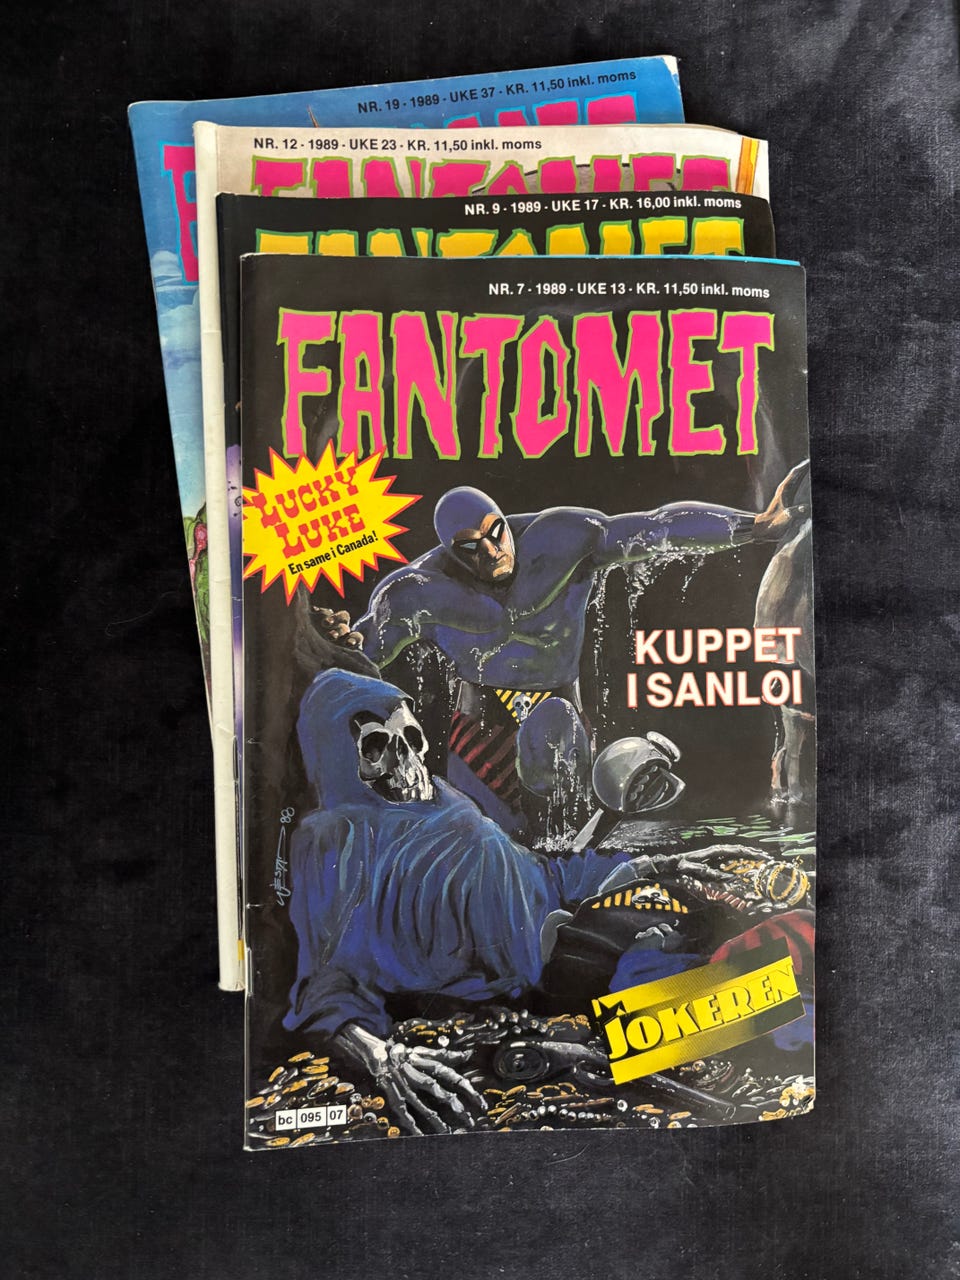 NR. 19 - 1989 - UKE 37 - KR. 11,50 inkl. moms
NR. 12 - 1989 - UKE 23 - KR. 11,50 inkl. moms
FANTOMET
NR. 9 - 1989 - UKE 17 - KR. 16,00 inkl. moms
FANTOMET
NR. 7 - 1989 - UKE 13 - KR. 11,50 inkl. moms
FANTOMET
LUCKY
LUKE
En same i Canada!
KUPPET
I SANLOI
JOKEREN
bc 095 07